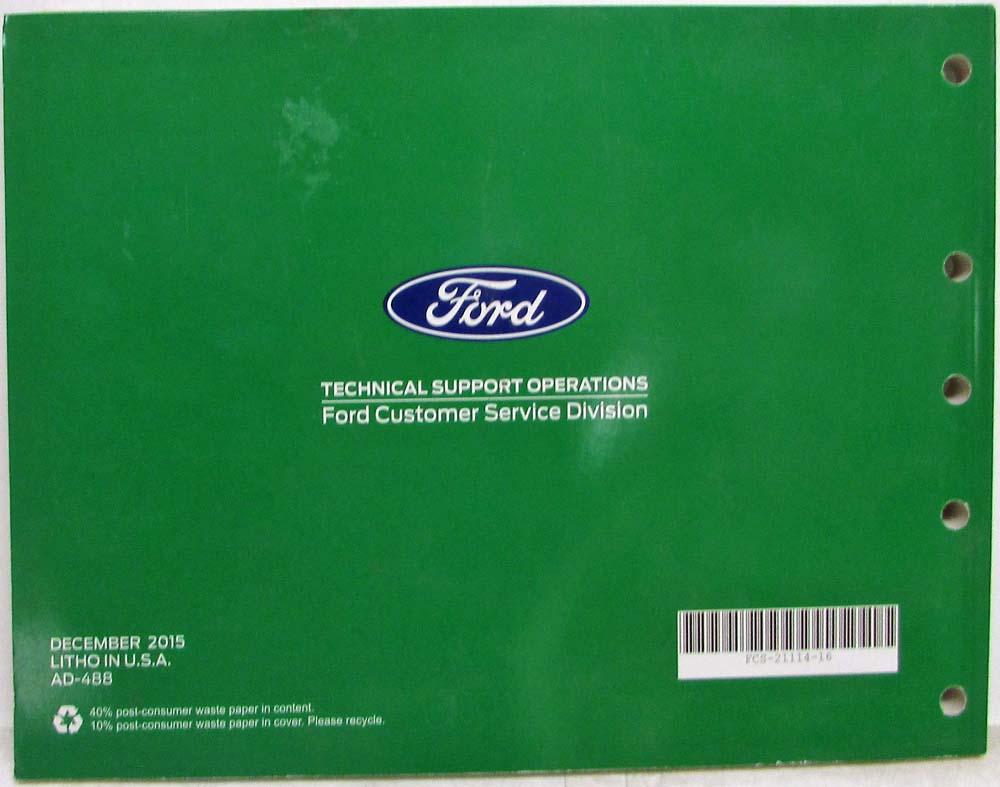 Ford
TECHNICAL SUPPORT OPERATIONS
Ford Customer Service Division
DECEMBER 2015
LITHO IN U.S.A.
AD-488
40% post-consumer waste paper in content.
10% post-consumer waste paper in cover. Please recycle.
FCS-21114-16